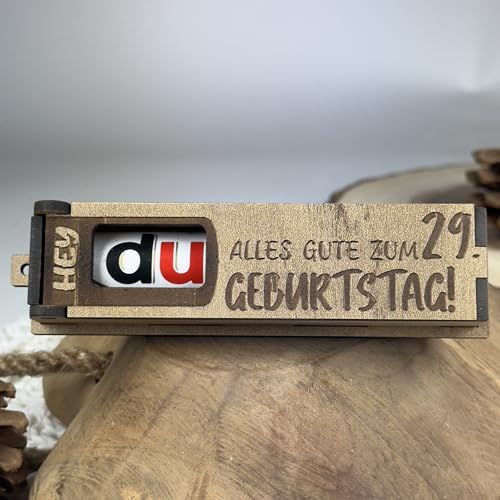 HEY
du
ALLES GUTE ZUM 29.
GEBURTSTAG!